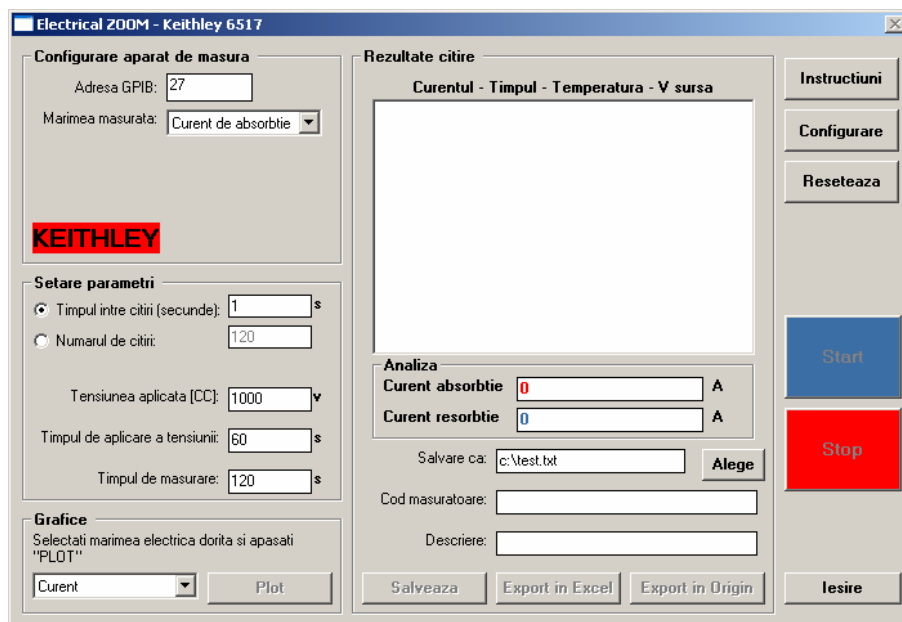 Electrical ZOOM - Keithley 6517
Configurare aparat de masura
Adresa GPIB: 27
Marimea masurata: Curent de absorbtie
KEITHLEY
Setare parametri
Timpul intre citiri (secunde): 1 s
Numarul de citiri: 120
Tensiunea aplicata [CC]: 1000 v
Timpul de aplicare a tensiunii: 60 s
Timpul de masurare: 120 s
Grafice
Selectati marimea electrica dorita si apasati
"PLOT"
Curent Plot
Rezultate citire
Curentul - Timpul - Temperatura - V sursa
Analiza
Curent absorbtie 0 A
Curent resorbtie 0 A
Salvare ca: c:\test.txt Alege
Cod masuratoare:
Descriere:
Salveaza Export in Excel Export in Origin
Instructiuni
Configurare
Reseteaza
Start
Stop
Iesire